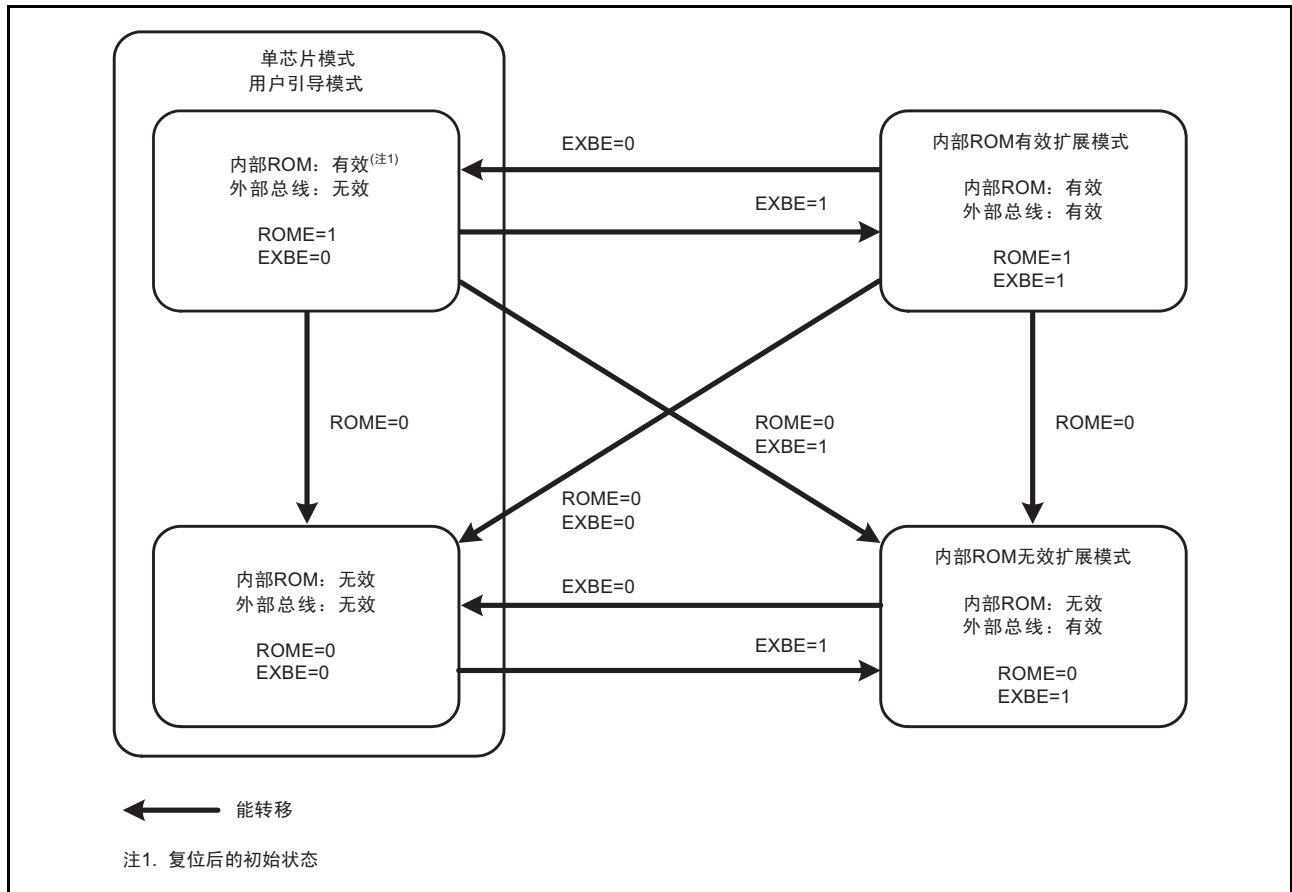 单芯片模式
用户引导模式
内部ROM：有效(注1)
外部总线：无效
ROME=1
EXBE=0
EXBE=0
EXBE=1
内部ROM有效扩展模式
内部ROM：有效
外部总线：有效
ROME=1
EXBE=1
ROME=0
ROME=0
EXBE=1
ROME=0
ROME=0
EXBE=0
内部ROM：无效
外部总线：无效
ROME=0
EXBE=0
EXBE=0
EXBE=1
内部ROM无效扩展模式
内部ROM：无效
外部总线：有效
ROME=0
EXBE=1
能转移
注1. 复位后的初始状态